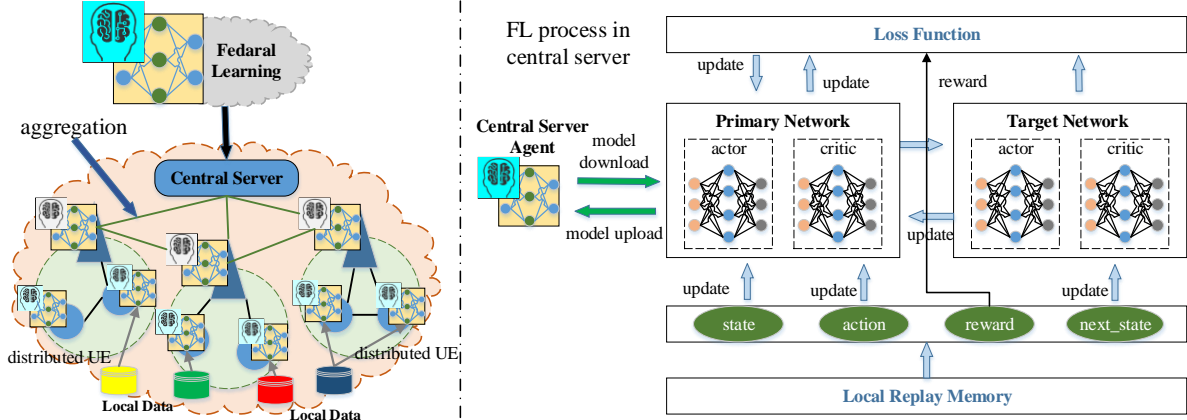 Fedaral
Learning
aggregation
Central Server
distributed UE
distributed UE
Local Data
Local Data
FL process in
central server
Central Server
Agent
model
download
model upload
Loss Function
update
update
reward
update
Primary Network
actor
critic
Target Network
actor
critic
update
update
update
update
state
action
reward
next_state
Local Replay Memory